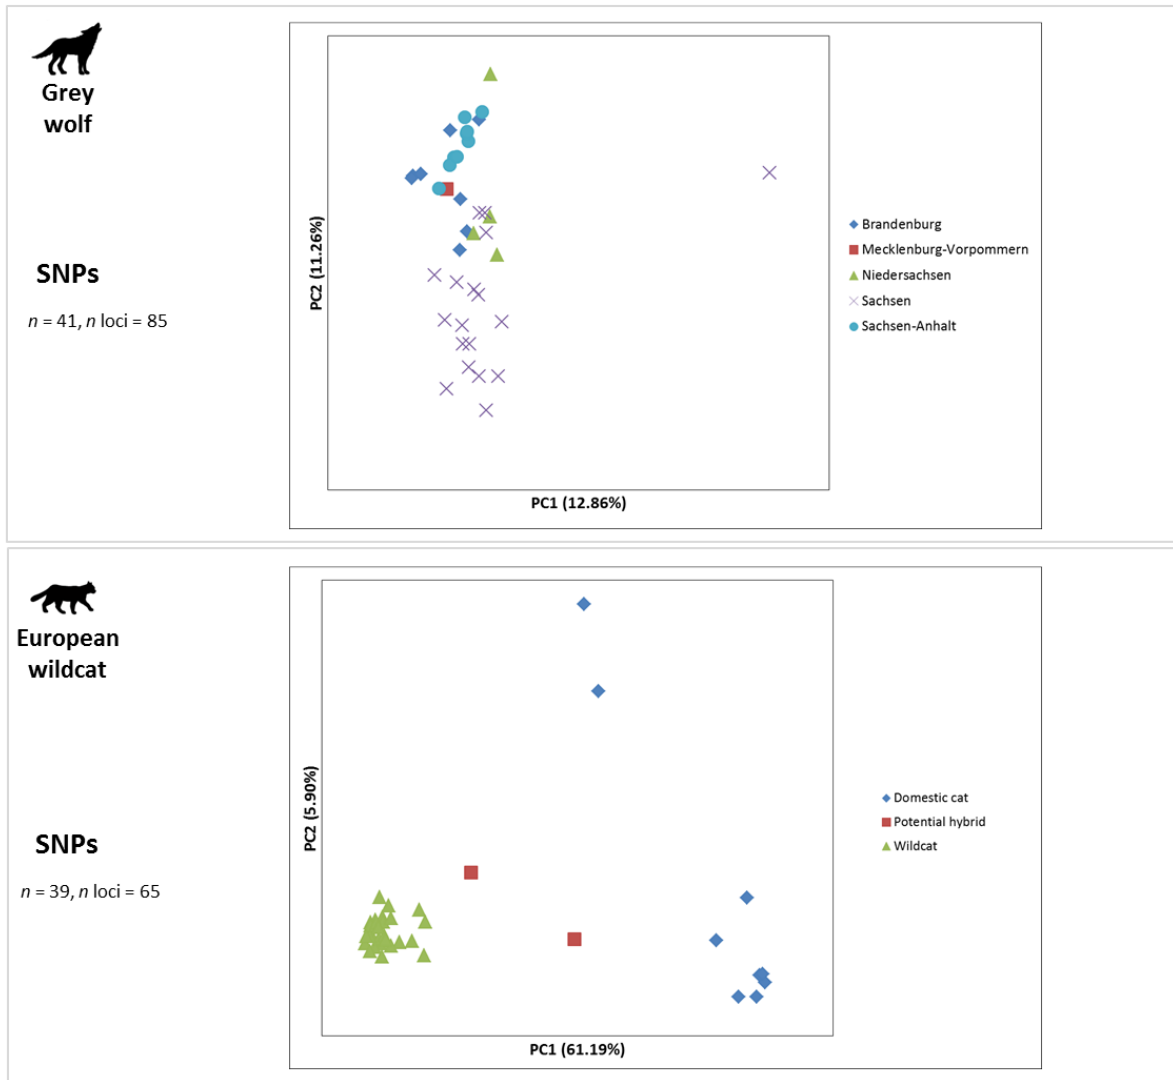 Grey
wolf
SNPs
n = 41, n loci = 85
PC2 (11.26%)
PC1 (12.86%)
Brandenburg
Mecklenburg-Vorpommern
Niedersachsen
Sachsen
Sachsen-Anhalt
European
wildcat
SNPs
n = 39, n loci = 65
PC2 (5.90%)
PC1 (61.19%)
Domestic cat
Potential hybrid
Wildcat